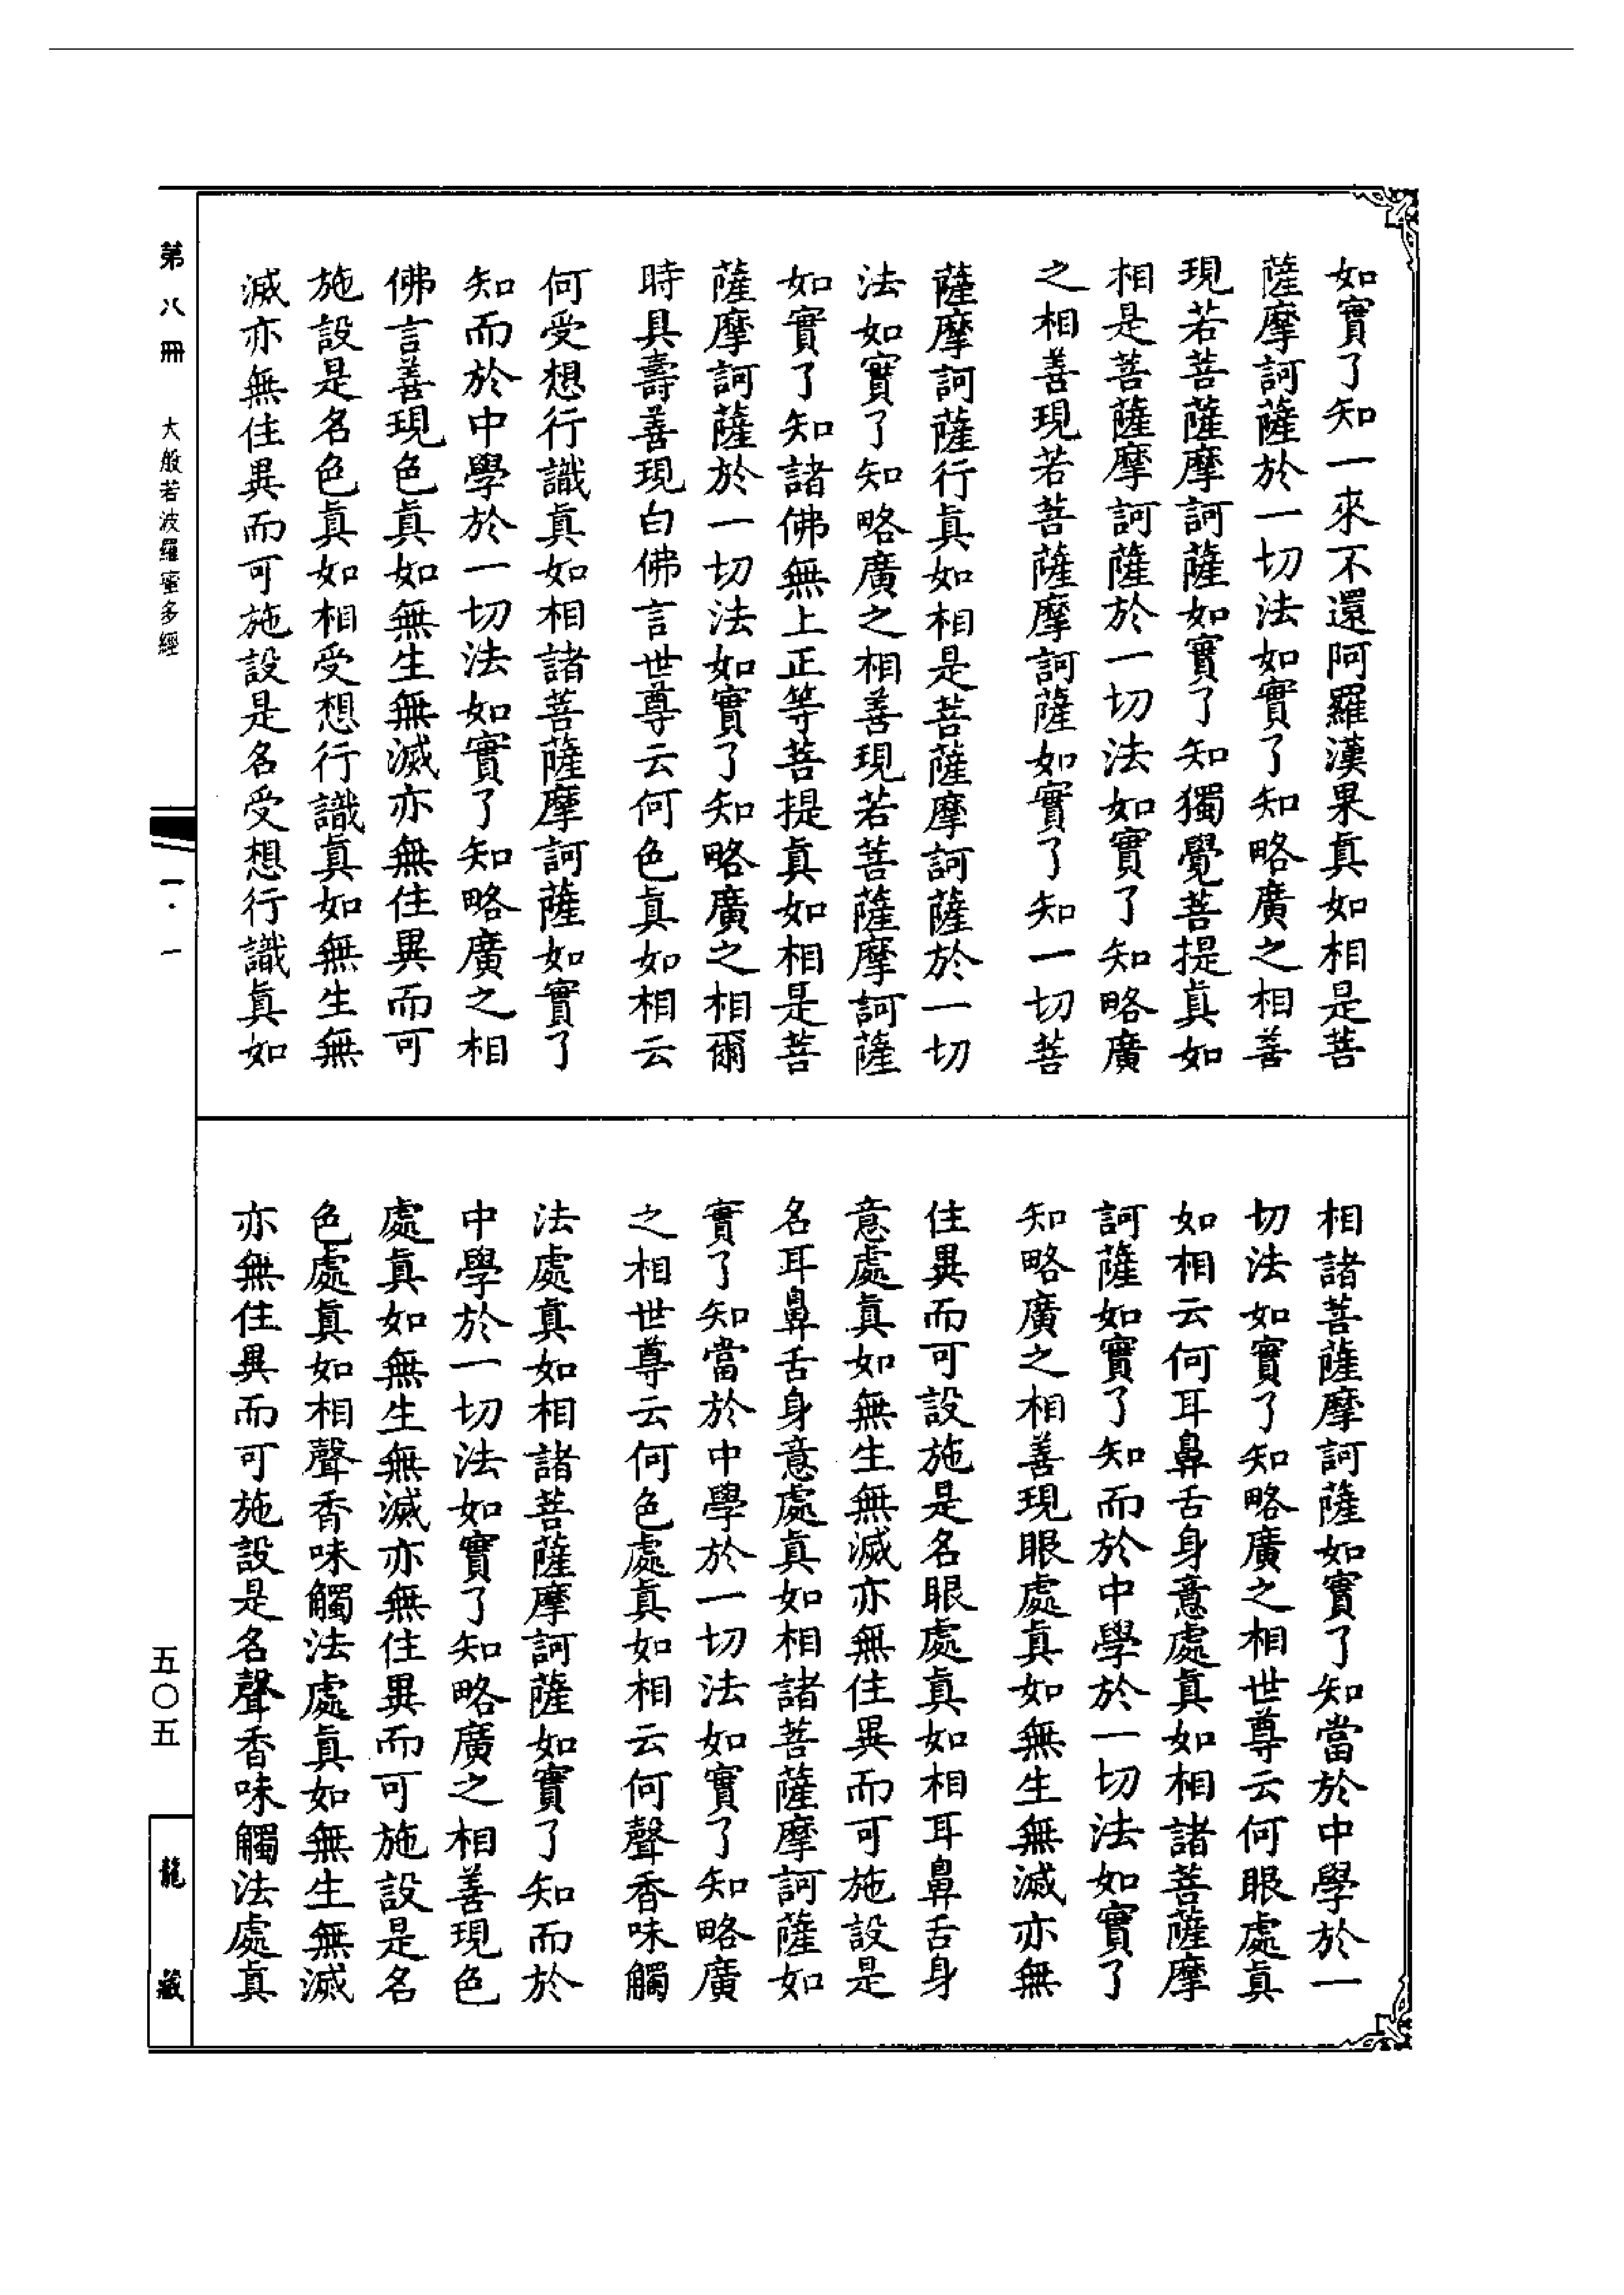 如實了知一來不還阿羅漢果真如相是菩
薩摩訶薩於一切法如實了知略廣之相善
現若菩薩摩訶薩如實了知獨覺菩提真如
相是菩薩摩訶薩於一切法如實了知略廣
之相善現若菩薩摩訶薩如實了知一切菩
薩摩訶薩行真如相是菩薩摩訶薩於一切
法如實了知略廣之相善現若菩薩摩訶薩
如實了知諸佛無上正等菩提真如相是菩
薩摩訶薩於一切法如實了知略廣之相爾
時具壽善現白佛言世尊云何色真如相云
何受想行識真如相諸菩薩摩訶薩如實了
知而於中學於一切法如實了知略廣之相
佛言善現色真如無生無滅亦無住異而可
施設是名色真如相受想行識真如無生無
滅亦無住異而可施設是名受想行識真如
相諸菩薩摩訶薩如實了知當於中學於一
切法如實了知略廣之相世尊云何眼處真
如相云何耳鼻舌身意處真如相諸菩薩摩
訶薩如實了知而於中學於一切法如實了
知略廣之相善現眼處真如無生無滅亦無
住異而可設施是名眼處真如相耳鼻舌身
意處真如無生無滅亦無住異而可施設是
名耳鼻舌身意處真如相諸菩薩摩訶薩如
實了知當於中學於一切法如實了知略廣
之相世尊云何色處真如相云何聲香味觸
法處真如相諸菩薩摩訶薩如實了知而於
中學於一切法如實了知略廣之相善現色
處真如無生無滅亦無住異而可施設是名
色處真如相聲香味觸法處真如無生無滅
亦無住異而可施設是名聲香味觸法處真
第八冊 大般若波羅蜜多經 一·一
五〇五
龍藏